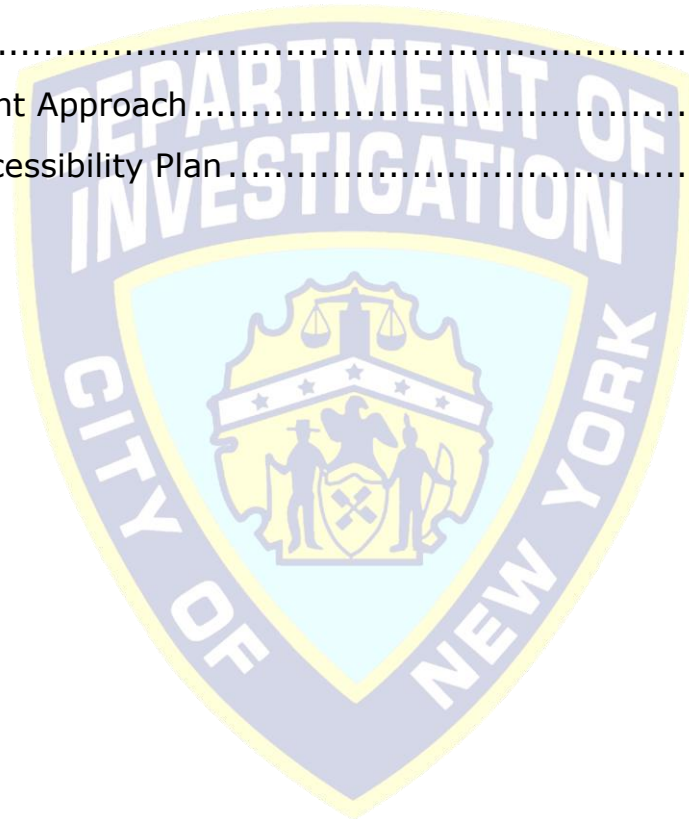 ........................................................
nt Approach........................................
cessibility Plan.....................................
DEPARTMENT OF
INVESTIGATION
CITY OF
NEW YORK